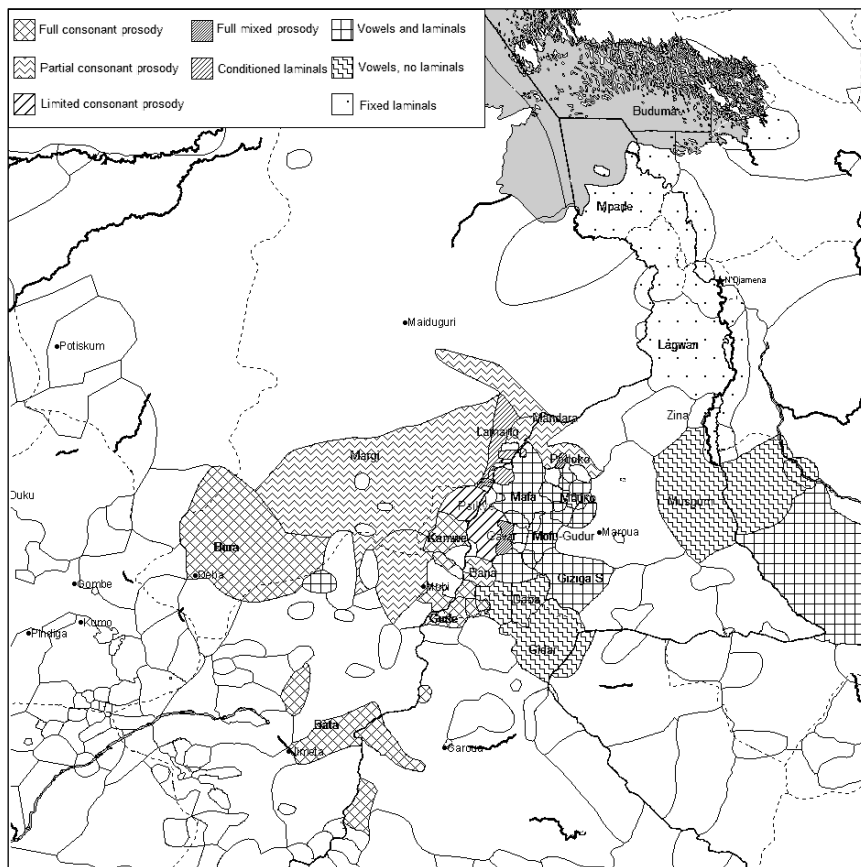 Full consonant prosody
Full mixed prosody
Vowels and laminals
Partial consonant prosody
Conditioned laminals
Vowels, no laminals
Limited consonant prosody
Fixed laminals
Buduma
Mpade
N'Djamena
Maiduguri
Potiskum
Lagwan
Zina
Mandara
Lamang
Margi
Podoko
Duku
Mafa
Musgum
Bura
Maroua
Mofu-Gudur
Kamwe
Bana
Deba
Gombe
Mubi
Giziga S
Daba
Kumo
Pindiga
Gude
Gidar
Bata
Jimeta
Garoua